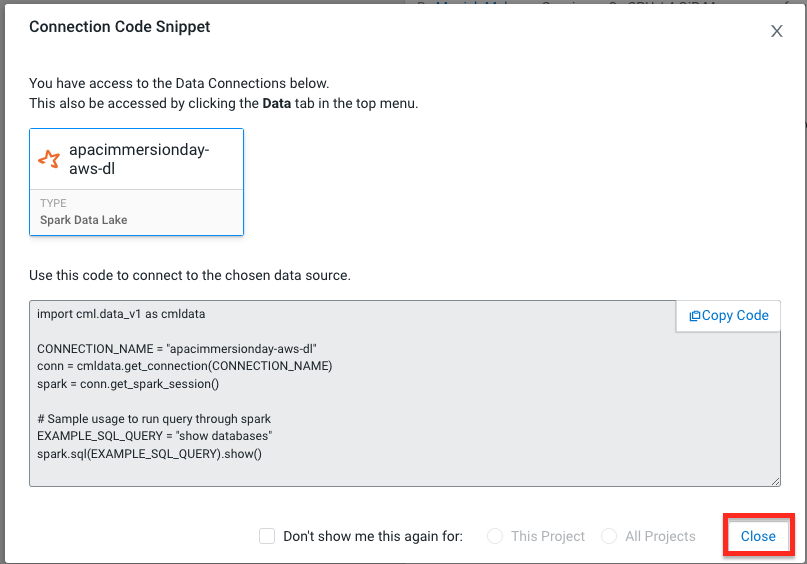 Connection Code Snippet
X
You have access to the Data Connections below.
This also be accessed by clicking the Data tab in the top menu.
apacimmersionday-
aws-dl
TYPE
Spark Data Lake
Use this code to connect to the chosen data source.
Copy Code
import cml.data_v1 as cmldata
CONNECTION_NAME = "apacimmersionday-aws-dl"
conn = cmldata.get_connection(CONNECTION_NAME)
spark = conn.get_spark_session()
# Sample usage to run query through spark
EXAMPLE_SQL_QUERY = "show databases"
spark.sql(EXAMPLE_SQL_QUERY).show()
Don't show me this again for: This Project All Projects Close